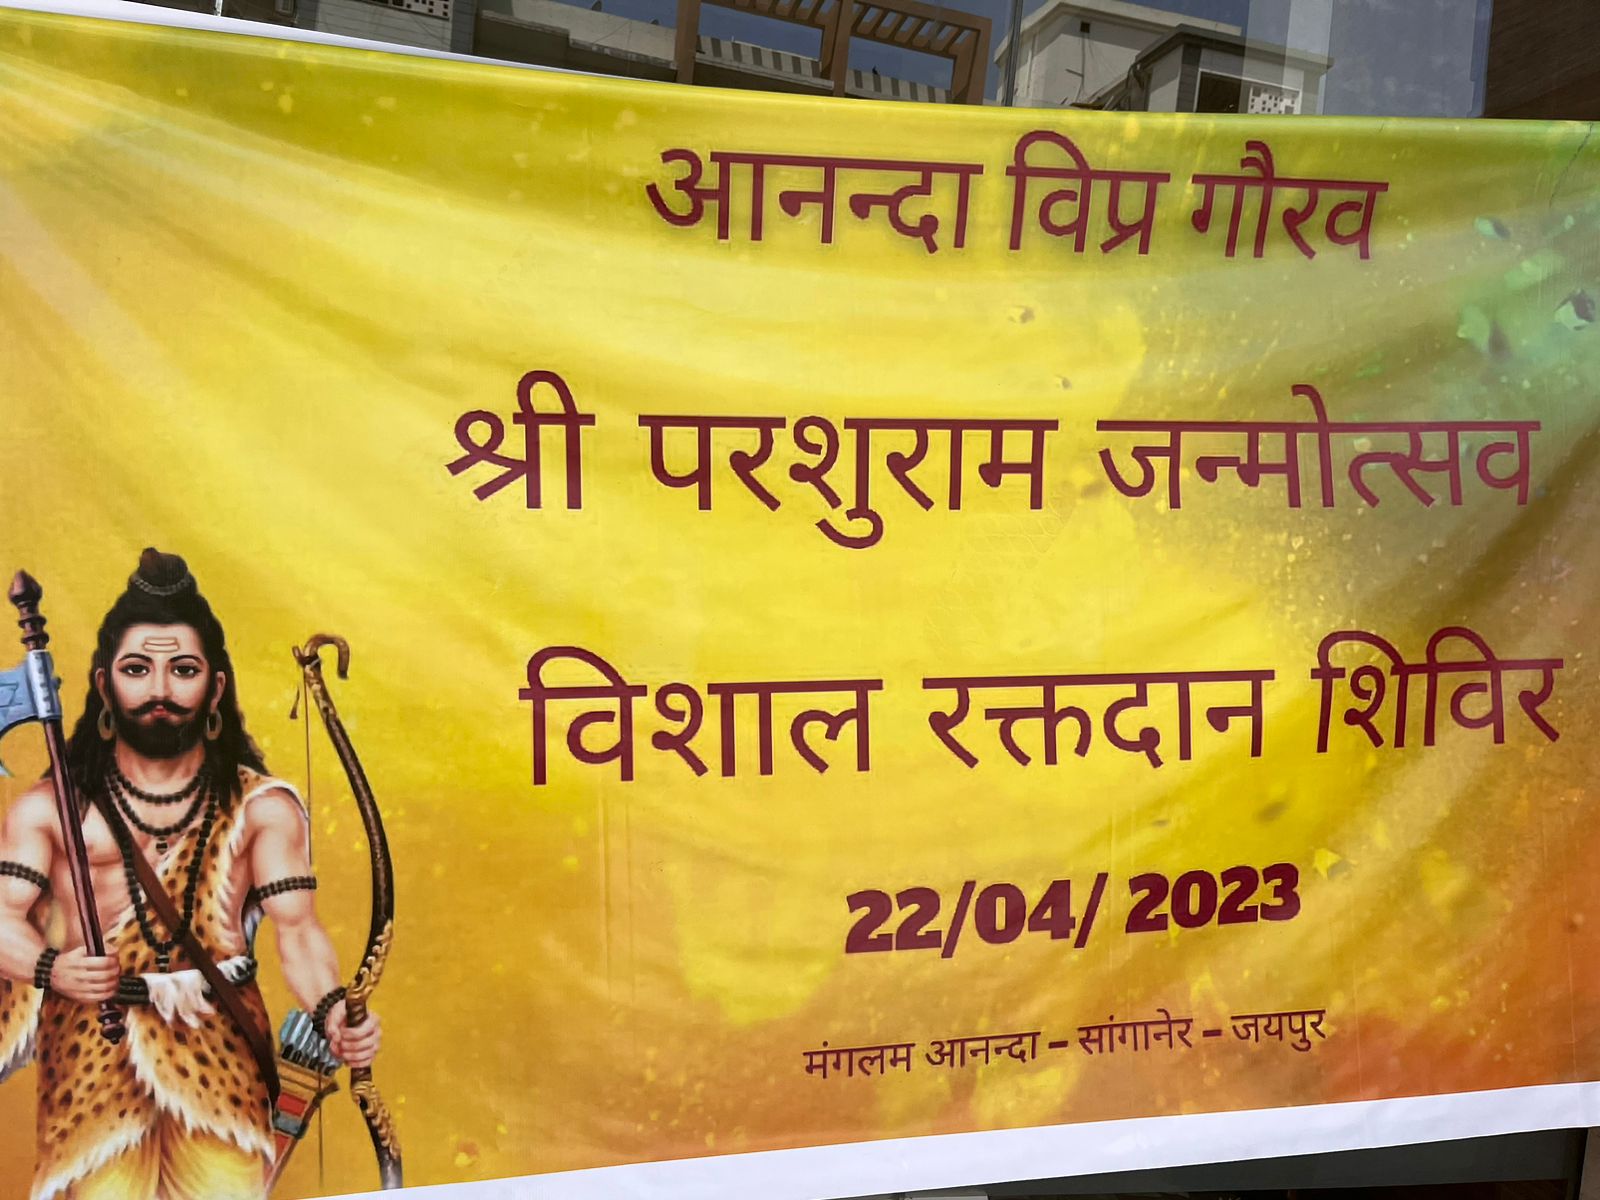 आनन्दा विप्र गौरव
श्री परशुराम जन्मोत्सव
विशाल रक्तदान शिविर
22/04/ 2023
मंगलम आनन्दा – सांगानेर – जयपुर